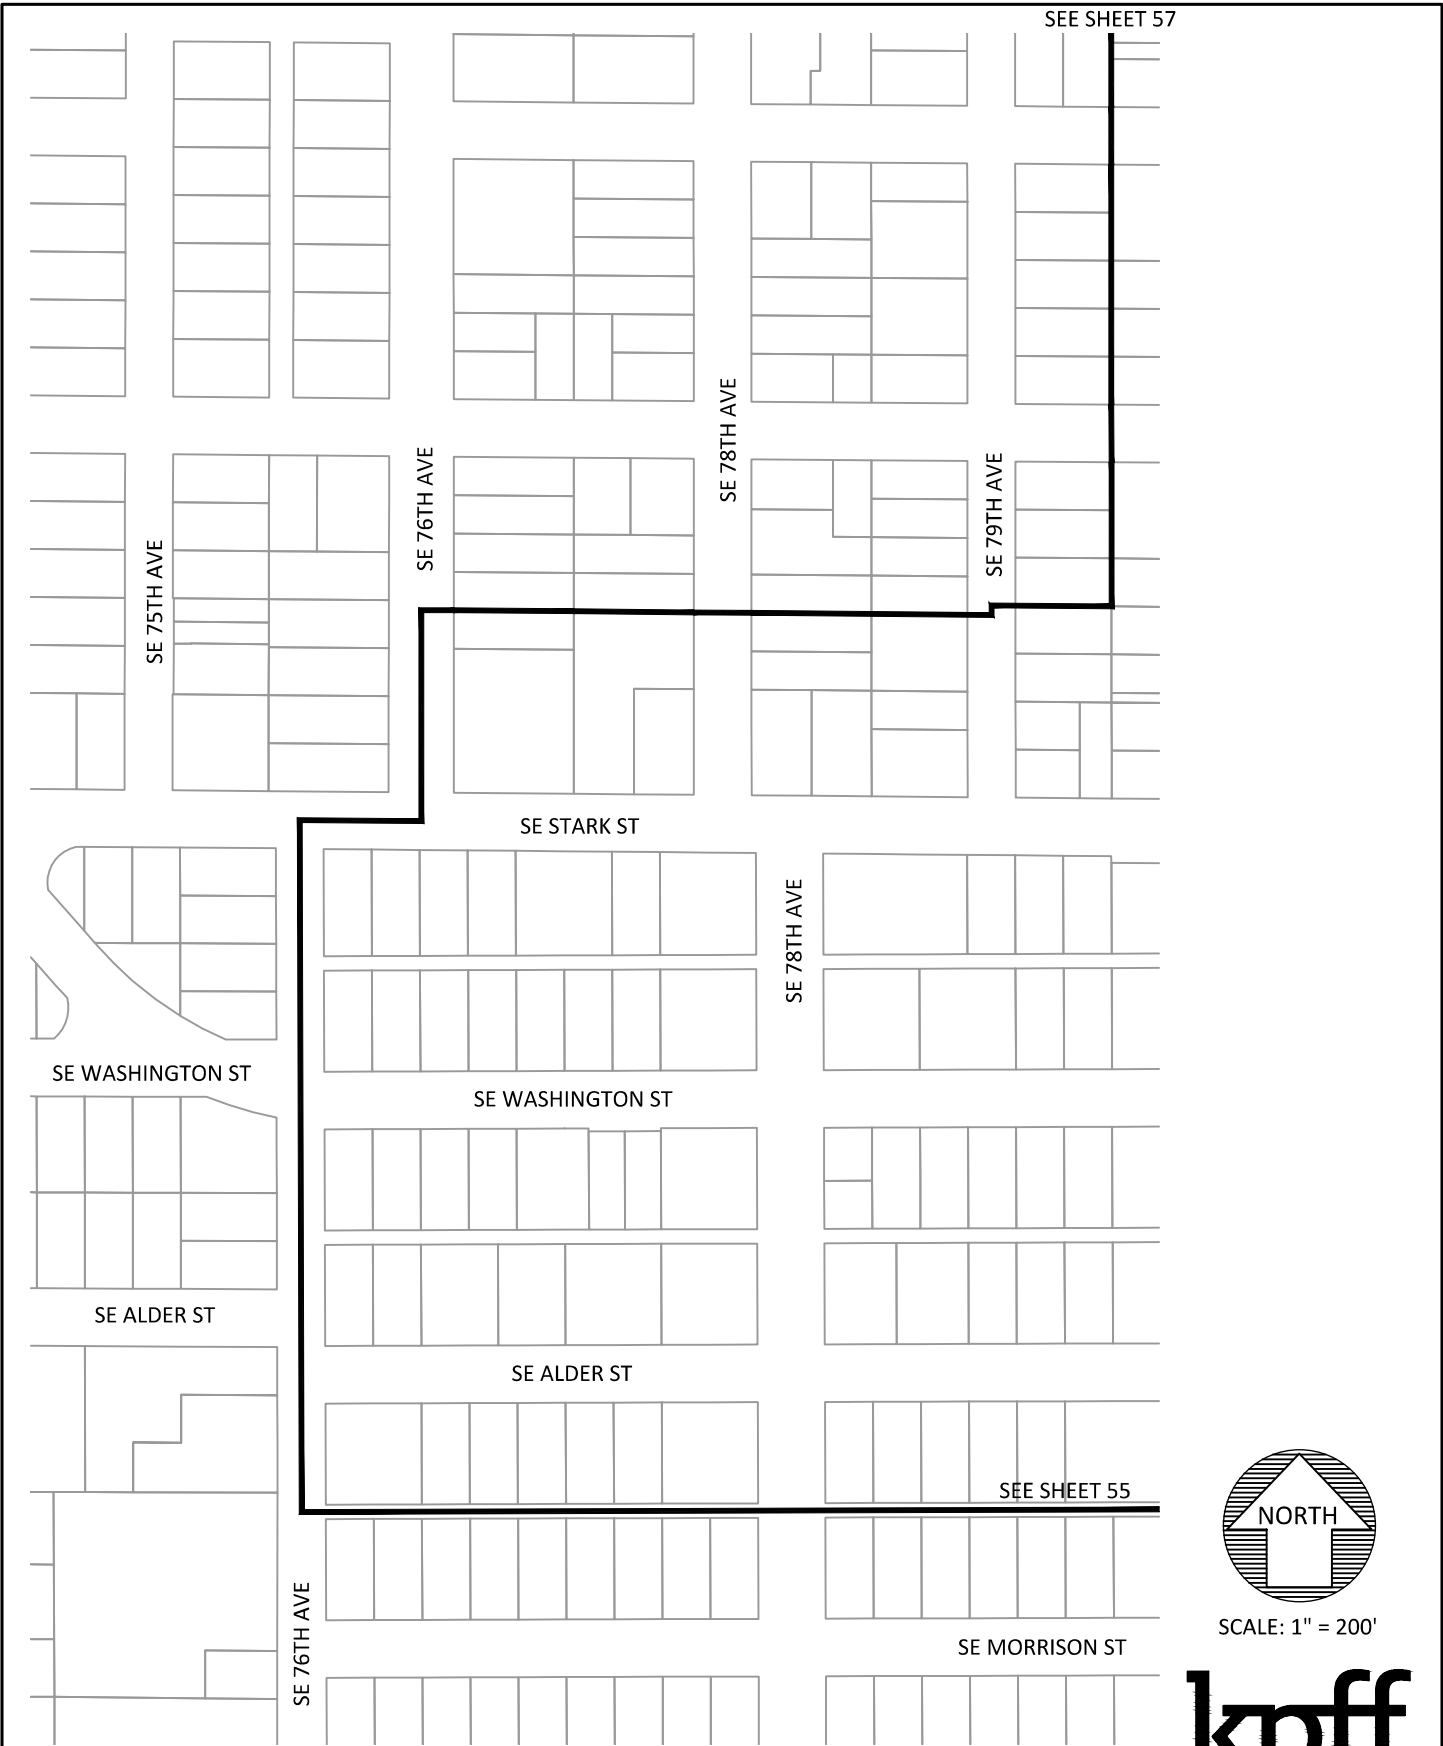 SEE SHEET 57
SE 78TH AVE
SE 76TH AVE
SE 79TH AVE
SE 75TH AVE
SE STARK ST
SE 78TH AVE
SE WASHINGTON ST
SE WASHINGTON ST
SE ALDER ST
SE ALDER ST
SEE SHEET 55
NORTH
SE 76TH AVE
SCALE: 1" = 200'
SE MORRISON ST
kpff